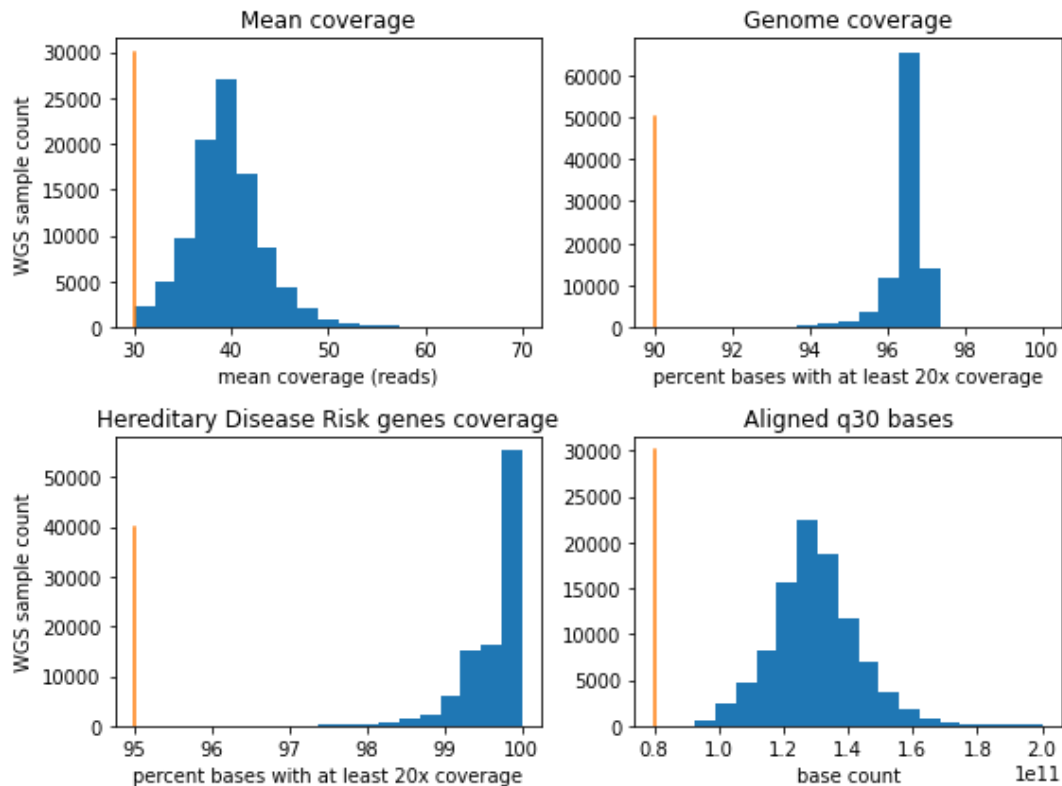 Mean coverage
WGS sample count
30000
25000
20000
15000
10000
5000
0
30 40 50 60 70
mean coverage (reads)
Genome coverage
60000
50000
40000
30000
20000
10000
0
90 92 94 96 98 100
percent bases with at least 20x coverage
Hereditary Disease Risk genes coverage
WGS sample count
50000
40000
30000
20000
10000
0
95 96 97 98 99 100
percent bases with at least 20x coverage
Aligned q30 bases
30000
25000
20000
15000
10000
5000
0
0.8 1.0 1.2 1.4 1.6 1.8 2.0
base count
1e11